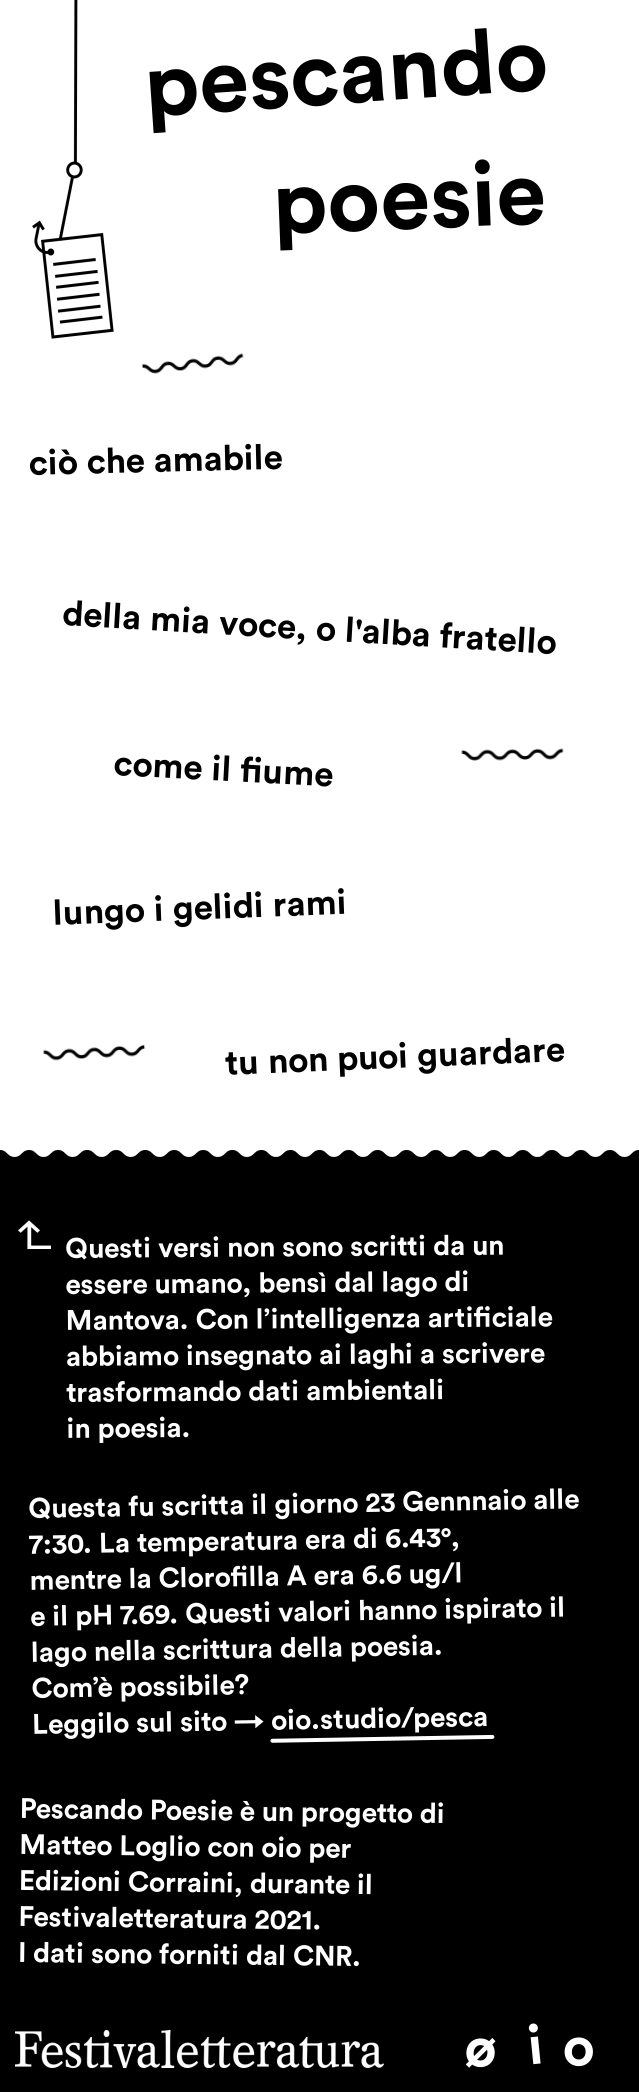 pescando
poesie
ciò che amabile
della mia voce, o l'alba fratello
come il fiume
lungo i gelidi rami
tu non puoi guardare
Questi versi non sono scritti da un
essere umano, bensì dal lago di
Mantova. Con l’intelligenza artificiale
abbiamo insegnato ai laghi a scrivere
trasformando dati ambientali
in poesia.
Questa fu scritta il giorno 23 Gennnaio alle
7:30. La temperatura era di 6.43°,
mentre la Clorofilla A era 6.6 ug/l
e il pH 7.69. Questi valori hanno ispirato il
lago nella scrittura della poesia.
Com’è possibile?
Leggilo sul sito → oio.studio/pesca
Pescando Poesie è un progetto di
Matteo Loglio con oio per
Edizioni Corraini, durante il
Festivaletteratura 2021.
I dati sono forniti dal CNR.
Festivaletteratura ø i o